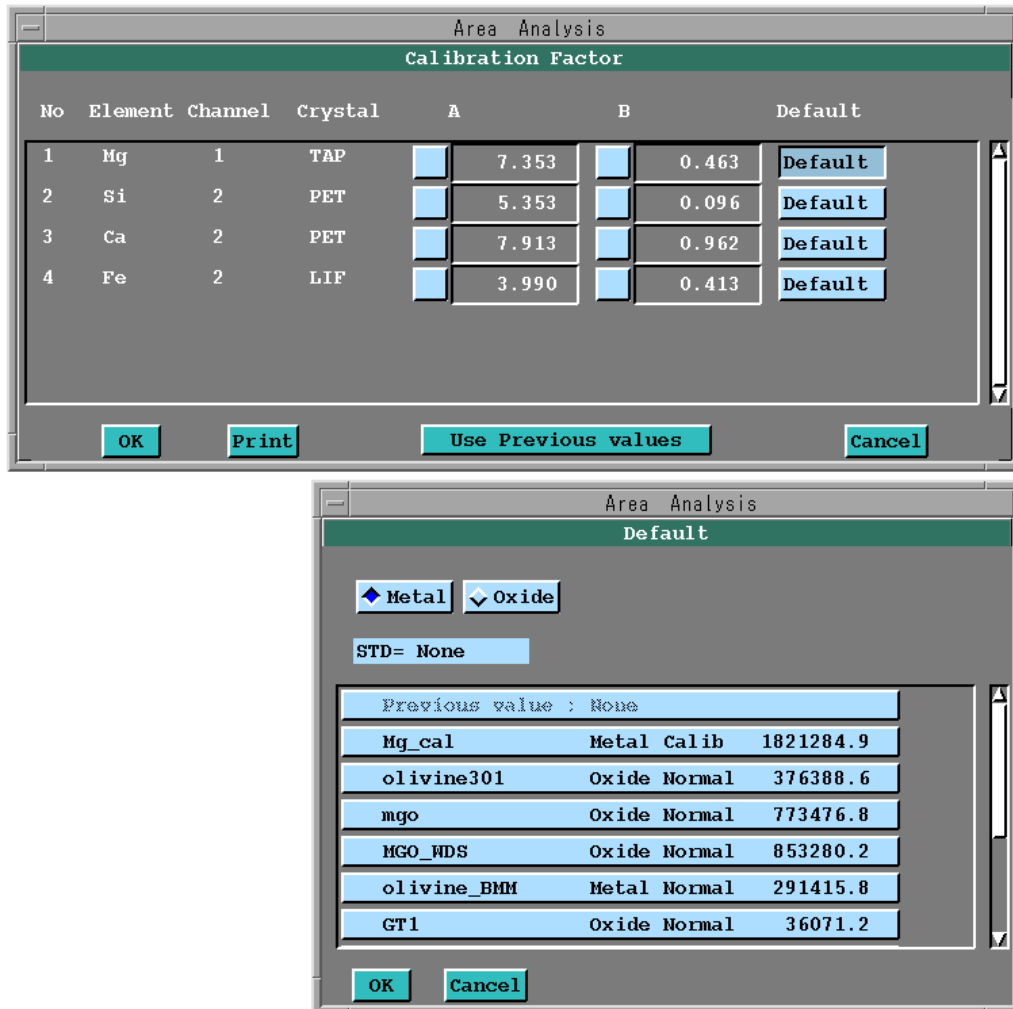 Area Analysis
Calibration Factor
No Element Channel Crystal A B Default
1 Mg 1 TAP 7.353 0.463 Default
2 Si 2 PET 5.353 0.096 Default
3 Ca 2 PET 7.913 0.962 Default
4 Fe 2 LIF 3.990 0.413 Default
OK Print Use Previous values Cancel
Area Analysis
Default
Metal Oxide
STD= None
Previous value : None
Mg_cal Metal Calib 1821284.9
olivine301 Oxide Normal 376388.6
mgo Oxide Normal 773476.8
MGO_WDS Oxide Normal 853280.2
olivine_BMM Metal Normal 291415.8
GT1 Oxide Normal 36071.2
OK Cancel